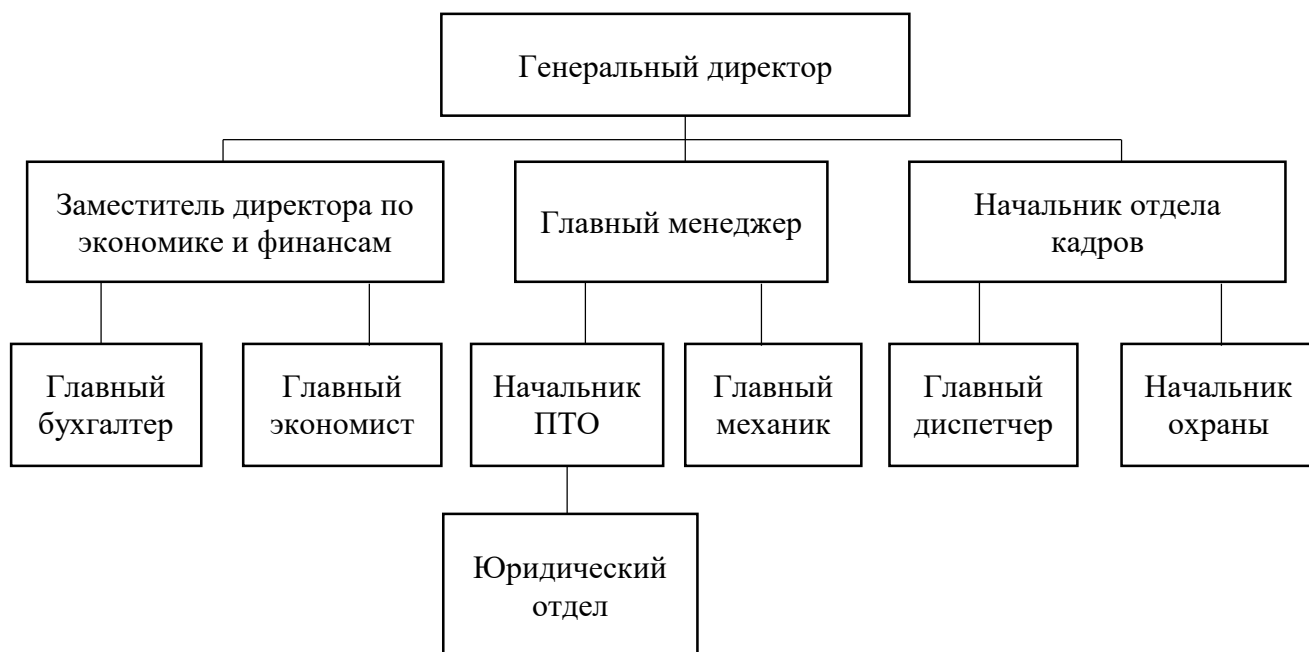 Генеральный директор
Заместитель директора по
экономике и финансам
Главный менеджер
Начальник отдела
кадров
Главный
бухгалтер
Главный
экономист
Начальник
ПТО
Главный
механик
Главный
диспетчер
Начальник
охраны
Юридический
отдел